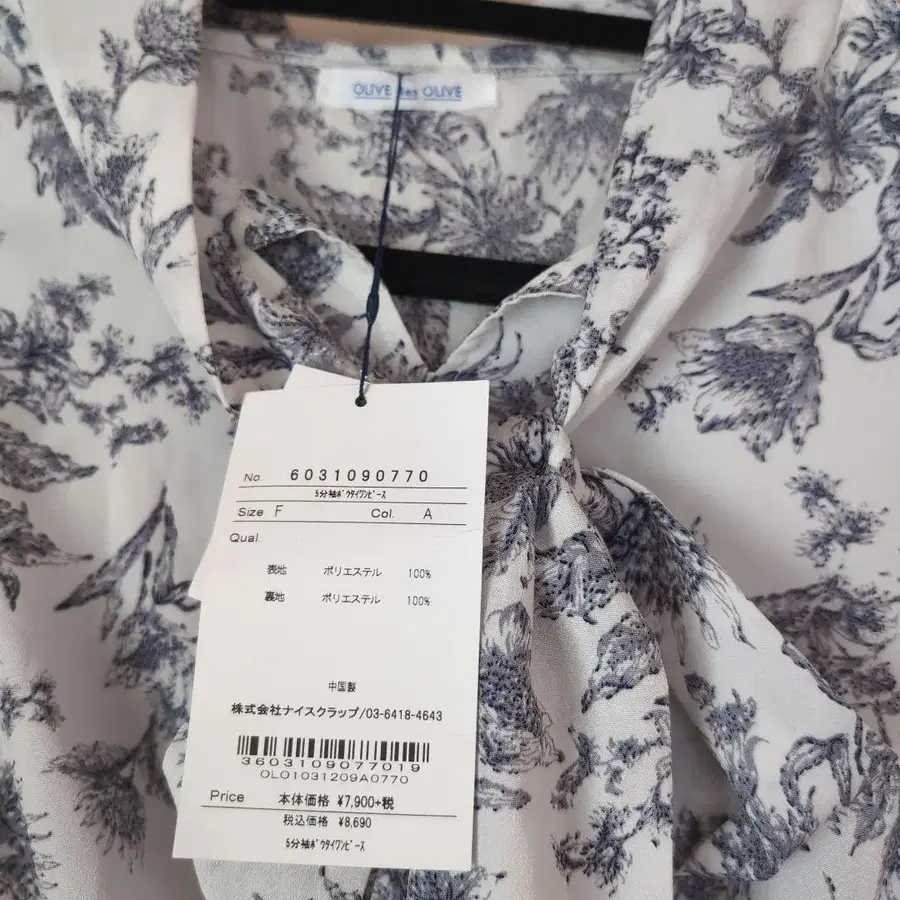 OLIVE des OLIVE
No. 6031090770
5分袖ﾎﾞｳﾀｲﾜﾝﾋﾟｰｽ
Size F Col. A
Qual.
表地 ポリエステル 100%
裏地 ポリエステル 100%
中国製
株式会社ナイスクラップ/03-6418-4643
3603109077019
OL01031209A0770
Price 本体価格 ¥7,900+税
税込価格 ¥8,690
5分袖ﾎﾞｳﾀｲﾜﾝﾋﾟｰｽ